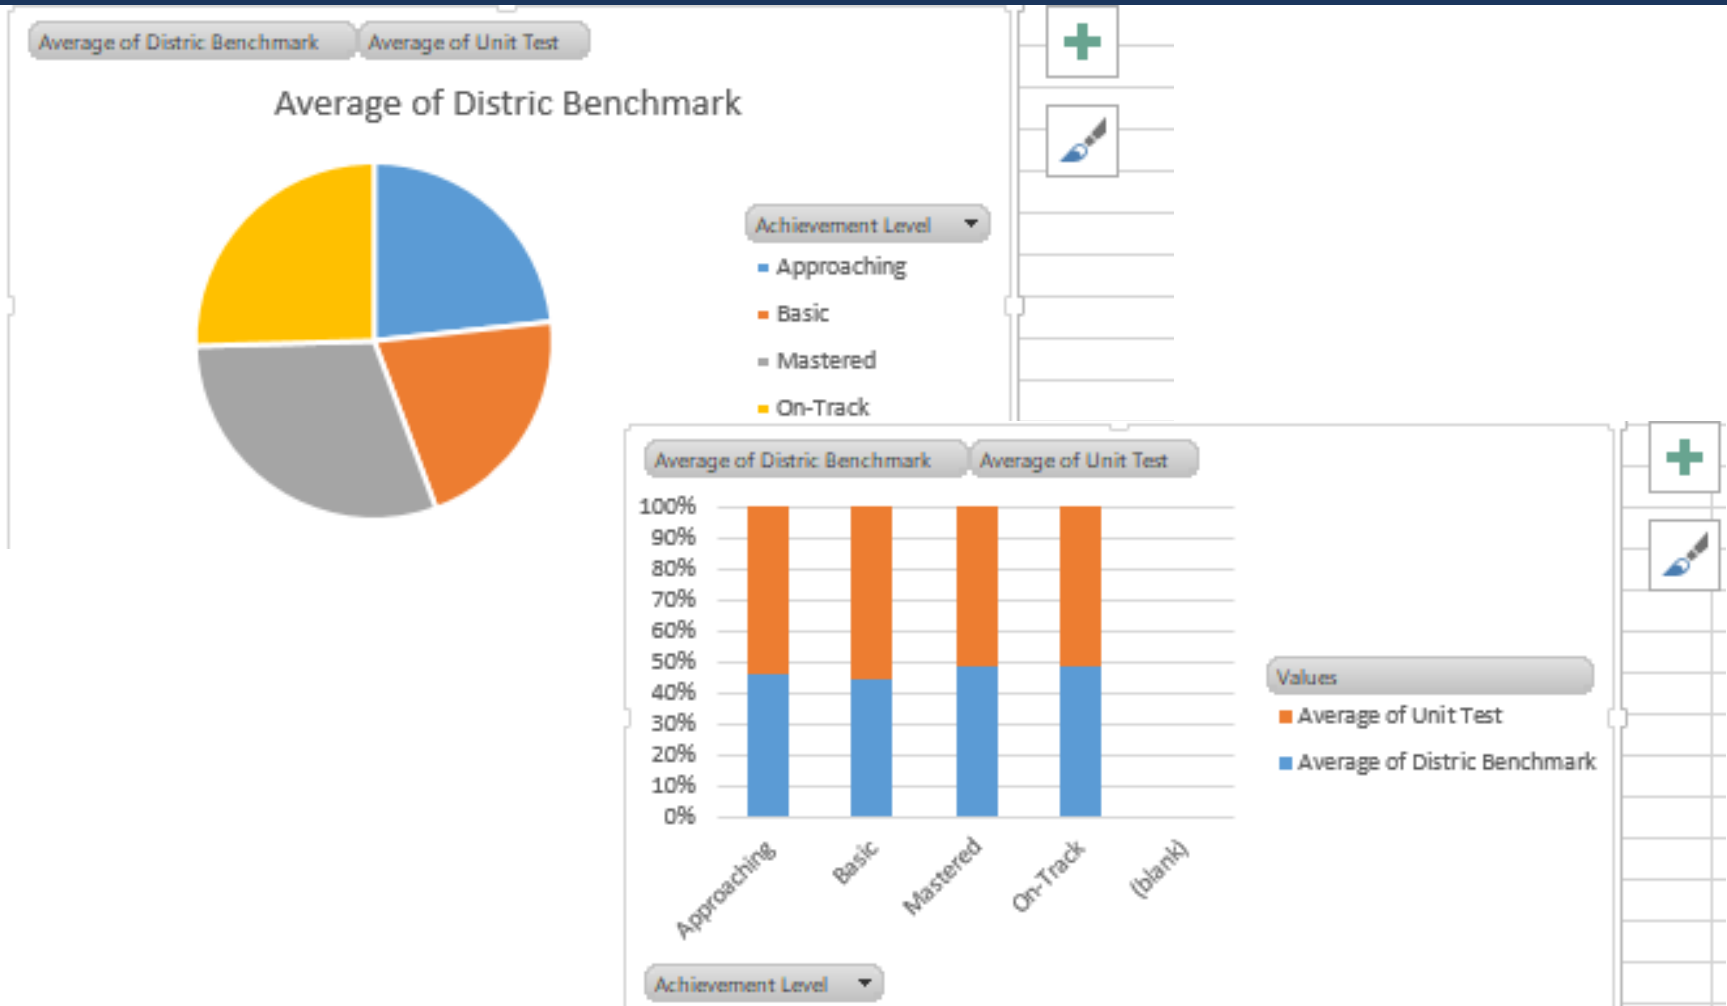 Average of Distric Benchmark
Average of Unit Test
Average of Distric Benchmark
Achievement Level
Approaching
Basic
Mastered
On-Track
Average of Distric Benchmark
Average of Unit Test
100%
90%
80%
70%
60%
50%
40%
30%
20%
10%
0%
Approaching
Basic
Mastered
On-Track
(blank)
Values
Average of Unit Test
Average of Distric Benchmark
Achievement Level